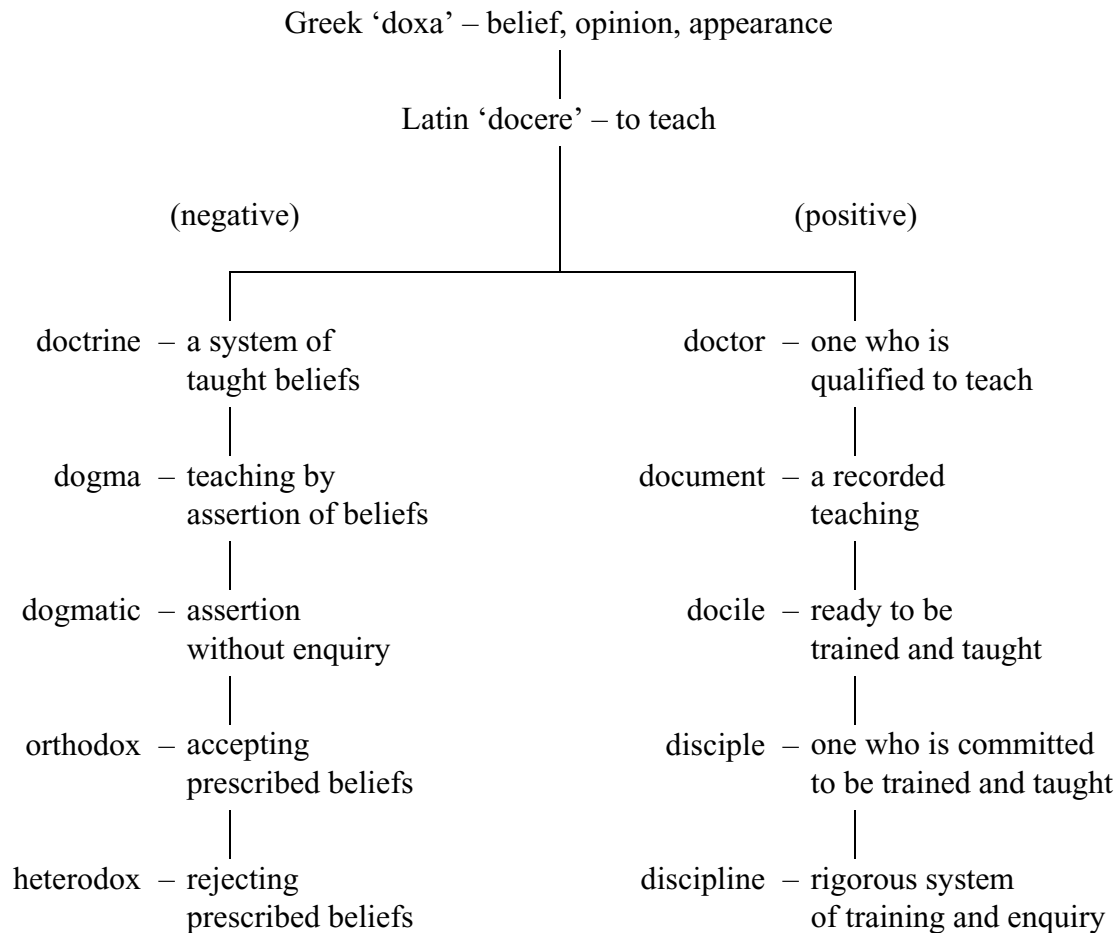 Greek ‘doxa’ – belief, opinion, appearance
Latin ‘docere’ – to teach
(negative)
(positive)
doctrine – a system of
taught beliefs
dogma – teaching by
assertion of beliefs
dogmatic – assertion
without enquiry
orthodox – accepting
prescribed beliefs
heterodox – rejecting
prescribed beliefs
doctor – one who is
qualified to teach
document – a recorded
teaching
docile – ready to be
trained and taught
disciple – one who is committed
to be trained and taught
discipline – rigorous system
of training and enquiry